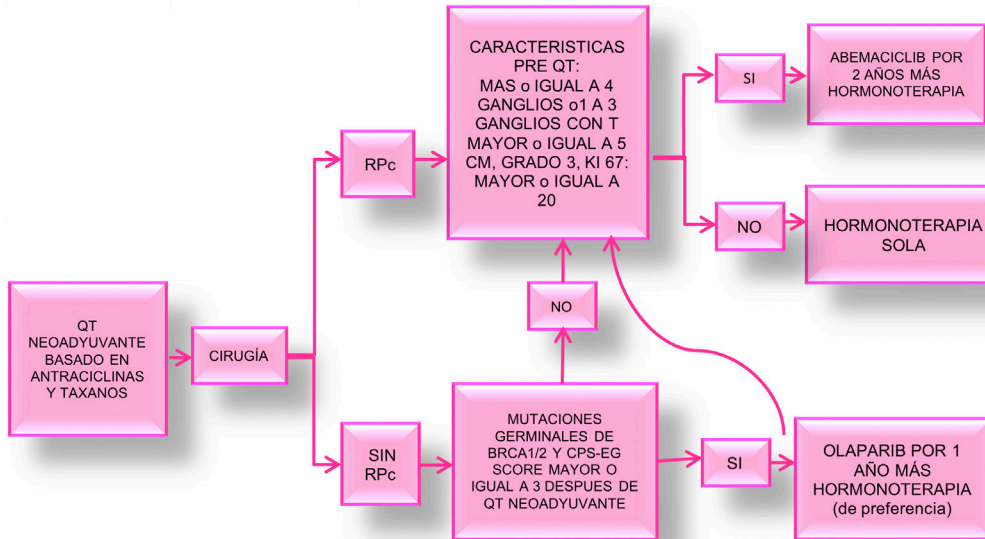 QT
NEOADYUVANTE
BASADO EN
ANTRACICLINAS
Y TAXANOS
CIRUGÍA
RPc
CARACTERISTICAS
PRE QT:
MAS o IGUAL A 4
GANGLIOS o1 A 3
GANGLIOS CON T
MAYOR o IGUAL A 5
CM, GRADO 3, KI 67:
MAYOR o IGUAL A
20
SI
ABEMACICLIB POR
2 AÑOS MÁS
HORMONOTERAPIA
NO
HORMONOTERAPIA
SOLA
NO
SIN
RPc
MUTACIONES
GERMINALES DE
BRCA1/2 Y CPS-EG
SCORE MAYOR O
IGUAL A 3 DESPUES DE
QT NEOADYUVANTE
SI
OLAPARIB POR 1
AÑO MÁS
HORMONOTERAPIA
(de preferencia)